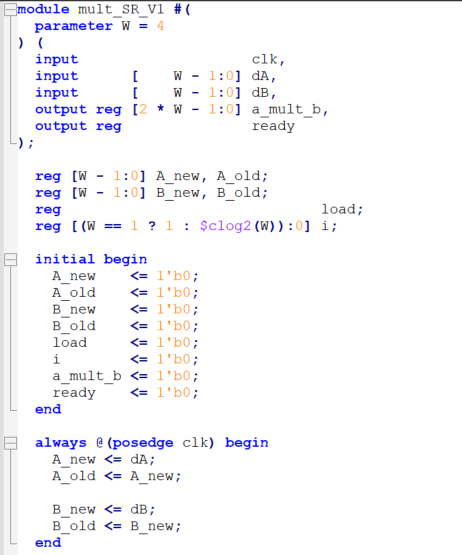 module mult_SR_V1 #(
  parameter W = 4
) (
  input                    clk,
  input      [    W - 1:0] dA,
  input      [    W - 1:0] dB,
  output reg [2 * W - 1:0] a_mult_b,
  output reg               ready
);
  reg [W - 1:0] A_new, A_old;
  reg [W - 1:0] B_new, B_old;
  reg                              load;
  reg [(W == 1 ? 1 : $clog2(W)):0] i;
  initial begin
    A_new    <= 1'b0;
    A_old    <= 1'b0;
    B_new    <= 1'b0;
    B_old    <= 1'b0;
    load     <= 1'b0;
    i        <= 1'b0;
    a_mult_b <= 1'b0;
    ready    <= 1'b0;
  end
  always @(posedge clk) begin
    A_new <= dA;
    A_old <= A_new;
    B_new <= dB;
    B_old <= B_new;
  end